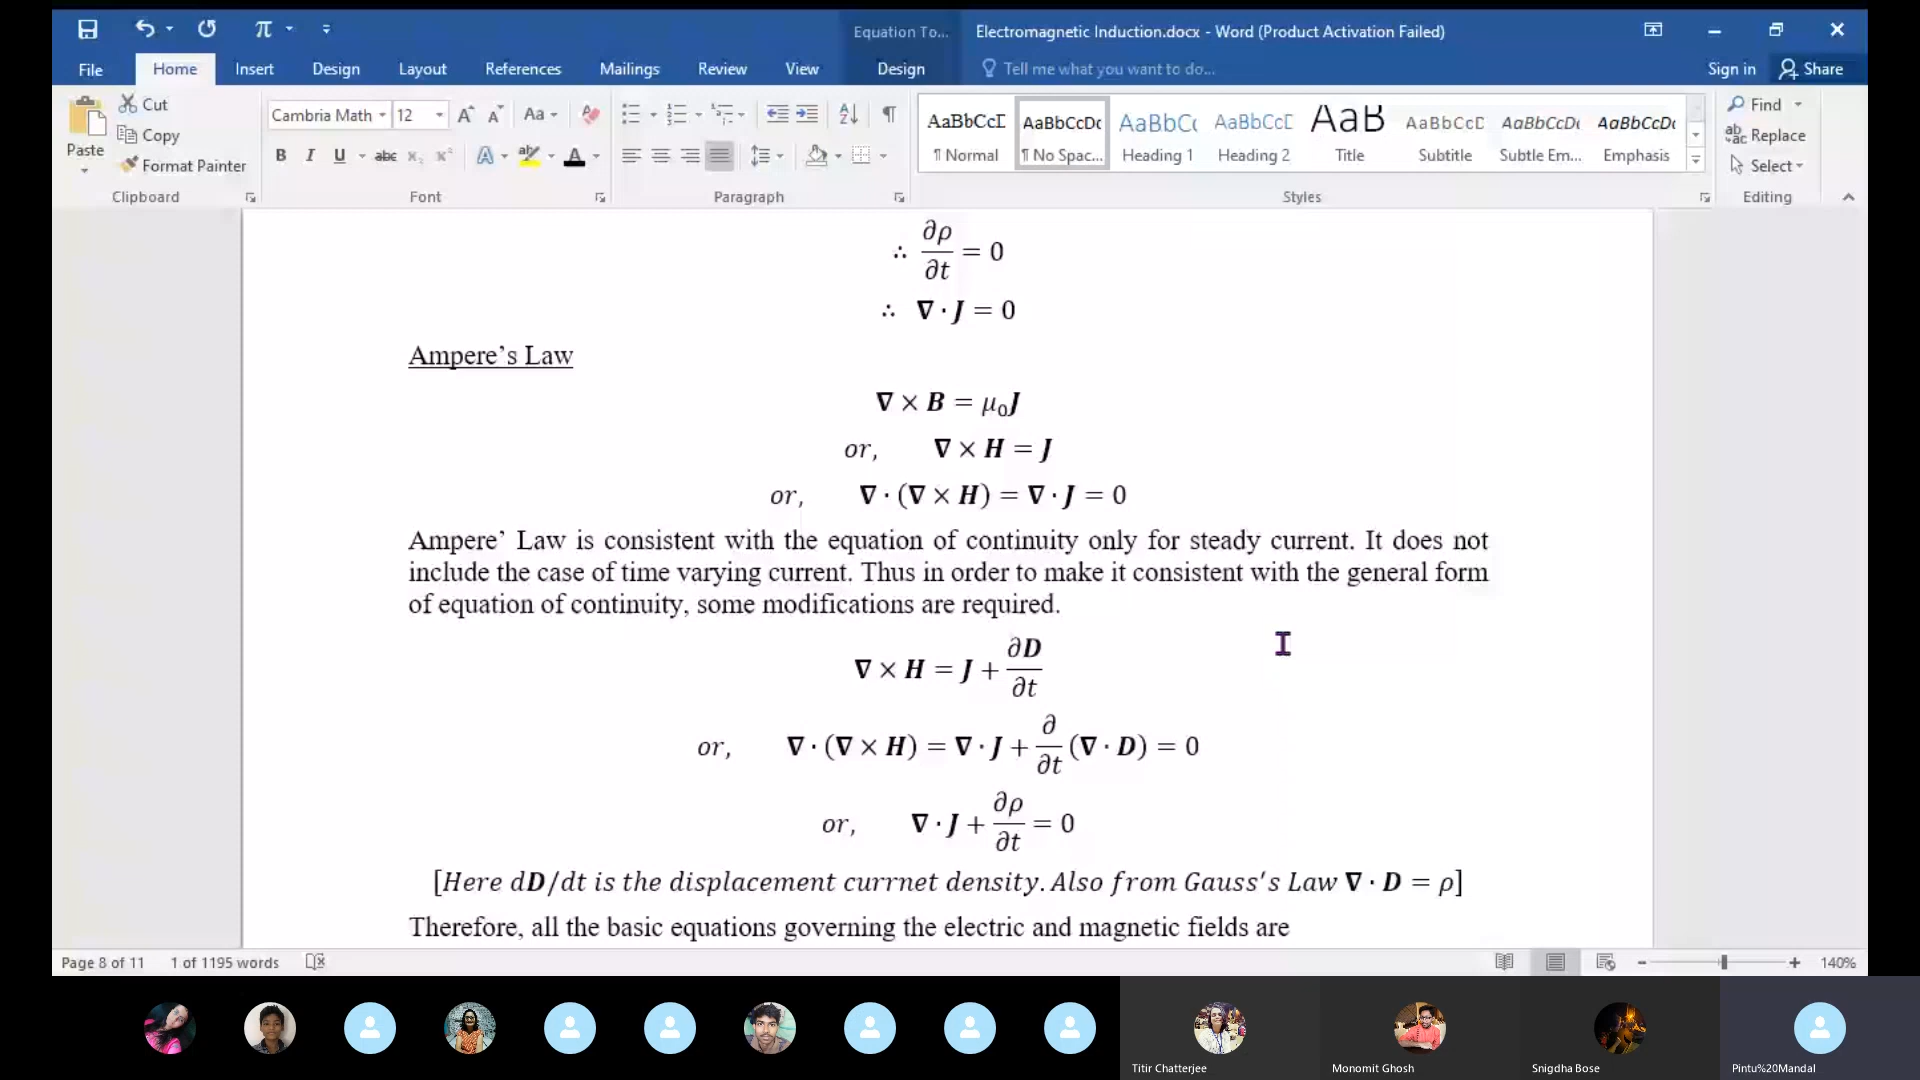 Equation To...
Electromagnetic Induction.docx - Word (Product Activation Failed)
File Home Insert Design Layout References Mailings Review View Design Tell me what you want to do... Sign in Share
Paste
Cut
Copy
Format Painter
Clipboard
Cambria Math 12 Aa
B I U abc x₂ x² ab A
Font
Paragraph
AaBbCcD ¶ Normal
AaBbCcDc ¶ No Spac...
AaBbCc Heading 1
AaBbCcD Heading 2
AaB Title
AaBbCcD Subtitle
AaBbCcDc Subtle Em...
AaBbCcDc Emphasis
Styles
Find
Replace
Select
Editing
∴ ∂ρ/∂t = 0
∴ ∇ · J = 0
Ampere’s Law
∇ × B = μ₀J
or, ∇ × H = J
or, ∇ · (∇ × H) = ∇ · J = 0
Ampere’ Law is consistent with the equation of continuity only for steady current. It does not
include the case of time varying current. Thus in order to make it consistent with the general form
of equation of continuity, some modifications are required.
∇ × H = J + ∂D/∂t
or, ∇ · (∇ × H) = ∇ · J + ∂/∂t (∇ · D) = 0
or, ∇ · J + ∂ρ/∂t = 0
[Here dD/dt is the displacement currnet density. Also from Gauss′s Law ∇ · D = ρ]
Therefore, all the basic equations governing the electric and magnetic fields are
Page 8 of 11 1 of 1195 words 140%
Titir Chatterjee Monomit Ghosh Snigdha Bose Pintu%20Mandal